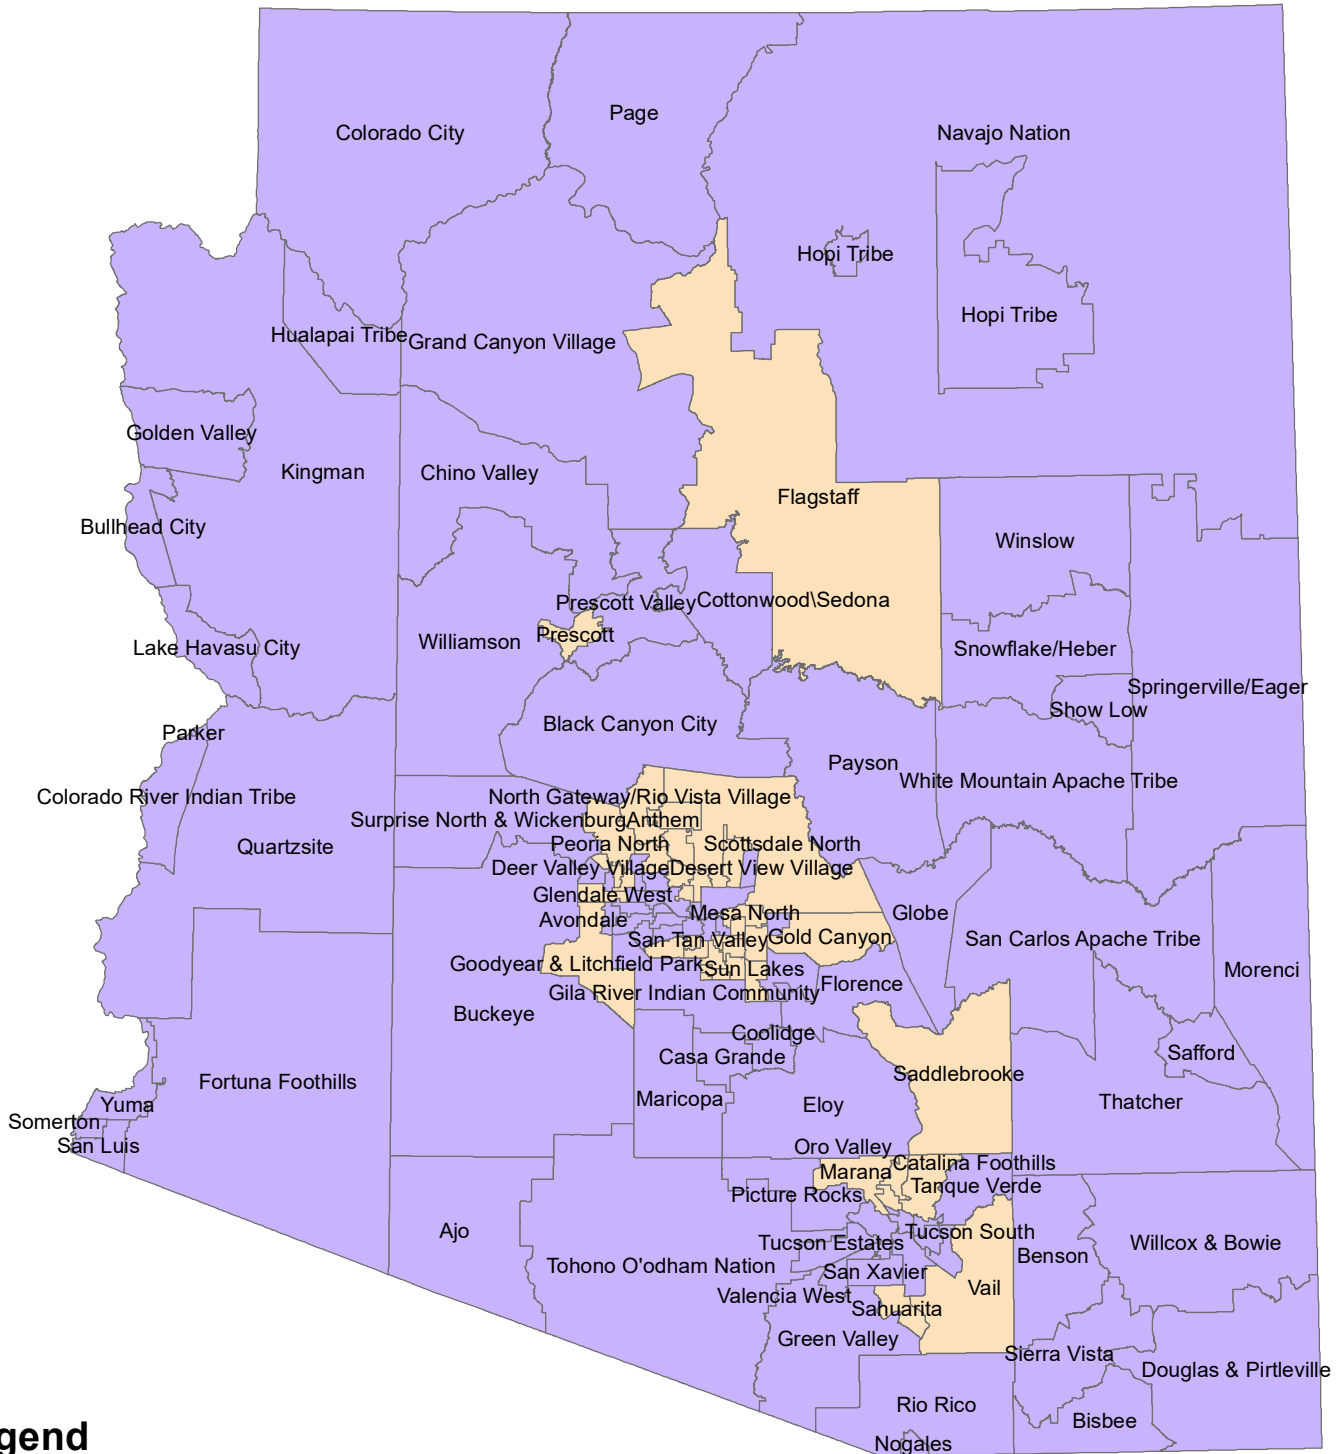 Page
Colorado City
Navajo Nation
Hopi Tribe
Hopi Tribe
Hualapai Tribe
Grand Canyon Village
Golden Valley
Kingman
Chino Valley
Flagstaff
Bullhead City
Winslow
Prescott Valley
Cottonwood\Sedona
Prescott
Williamson
Lake Havasu City
Snowflake/Heber
Springerville/Eager
Show Low
Black Canyon City
Parker
Payson
White Mountain Apache Tribe
Colorado River Indian Tribe
North Gateway/Rio Vista Village
Surprise North & Wickenburg
Anthem
Quartzsite
Peoria North
Scottsdale North
Deer Valley Village
Desert View Village
Glendale West
Avondale
Mesa North
Globe
San Tan Valley
Gold Canyon
San Carlos Apache Tribe
Goodyear & Litchfield Park
Sun Lakes
Morenci
Florence
Gila River Indian Community
Buckeye
Coolidge
Casa Grande
Safford
Saddlebrooke
Fortuna Foothills
Maricopa
Eloy
Thatcher
Yuma
Somerton
San Luis
Oro Valley
Catalina Foothills
Marana
Tanque Verde
Picture Rocks
Ajo
Tucson South
Tucson Estates
Benson
Willcox & Bowie
Tohono O'odham Nation
San Xavier
Vail
Valencia West
Sahuarita
Green Valley
Sierra Vista
Douglas & Pirtleville
Rio Rico
Bisbee
gend
Nogales